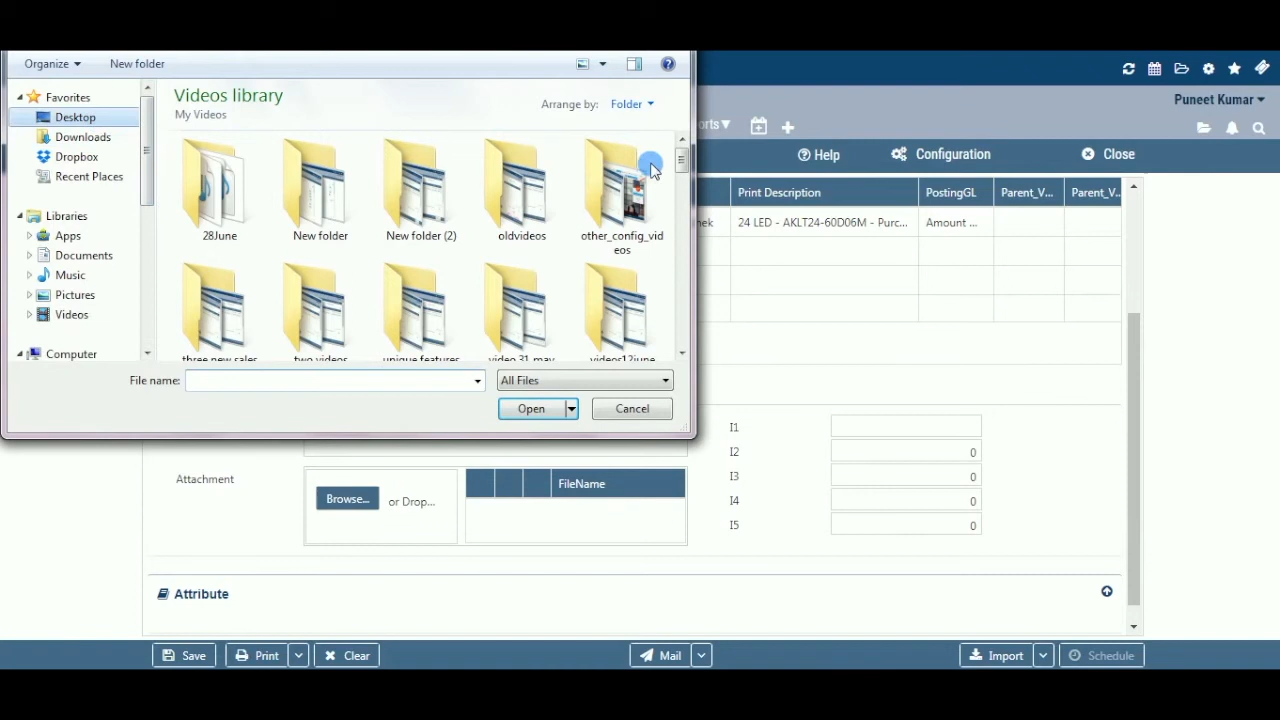 Organize
New folder
Puneet Kumar
Favorites
Desktop
Downloads
Dropbox
Recent Places
Libraries
Apps
Documents
Music
Pictures
Videos
Computer
Videos library
My Videos
Arrange by: Folder
28June
New folder
New folder (2)
oldvideos
other_config_vid
eos
three new sales
two videos
unique features
video 31 may
videos12june
File name:
All Files
Open
Cancel
Help
Configuration
Close
Print Description
PostingGL
Parent_V...
Parent_V...
24 LED - AKLT24-60D06M - Purc...
Amount ...
I1
I2 0
I3 0
I4 0
I5 0
Attachment
Browse...
or Drop...
FileName
Attribute
Save
Print
Clear
Mail
Import
Schedule